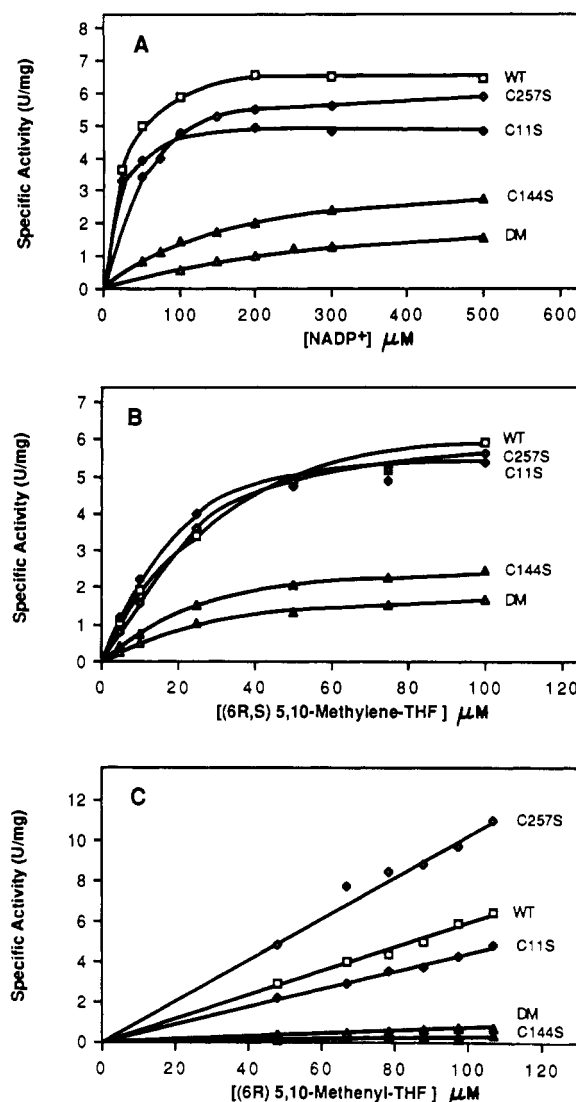 A
Specific Activity (U/mg)
8
7
6
5
4
3
2
1
0
WT
C257S
C11S
C144S
DM
0 100 200 300 400 500 600
[NADP+] μM
B
Specific Activity (U/mg)
7
6
5
4
3
2
1
0
WT
C257S
C11S
C144S
DM
0 20 40 60 80 100 120
[(6R,S) 5,10-Methylene-THF ] μM
C
Specific Activity (U/mg)
12
10
8
6
4
2
0
C257S
WT
C11S
DM
C144S
0 20 40 60 80 100 120
[(6R) 5,10-Methenyl-THF] μM